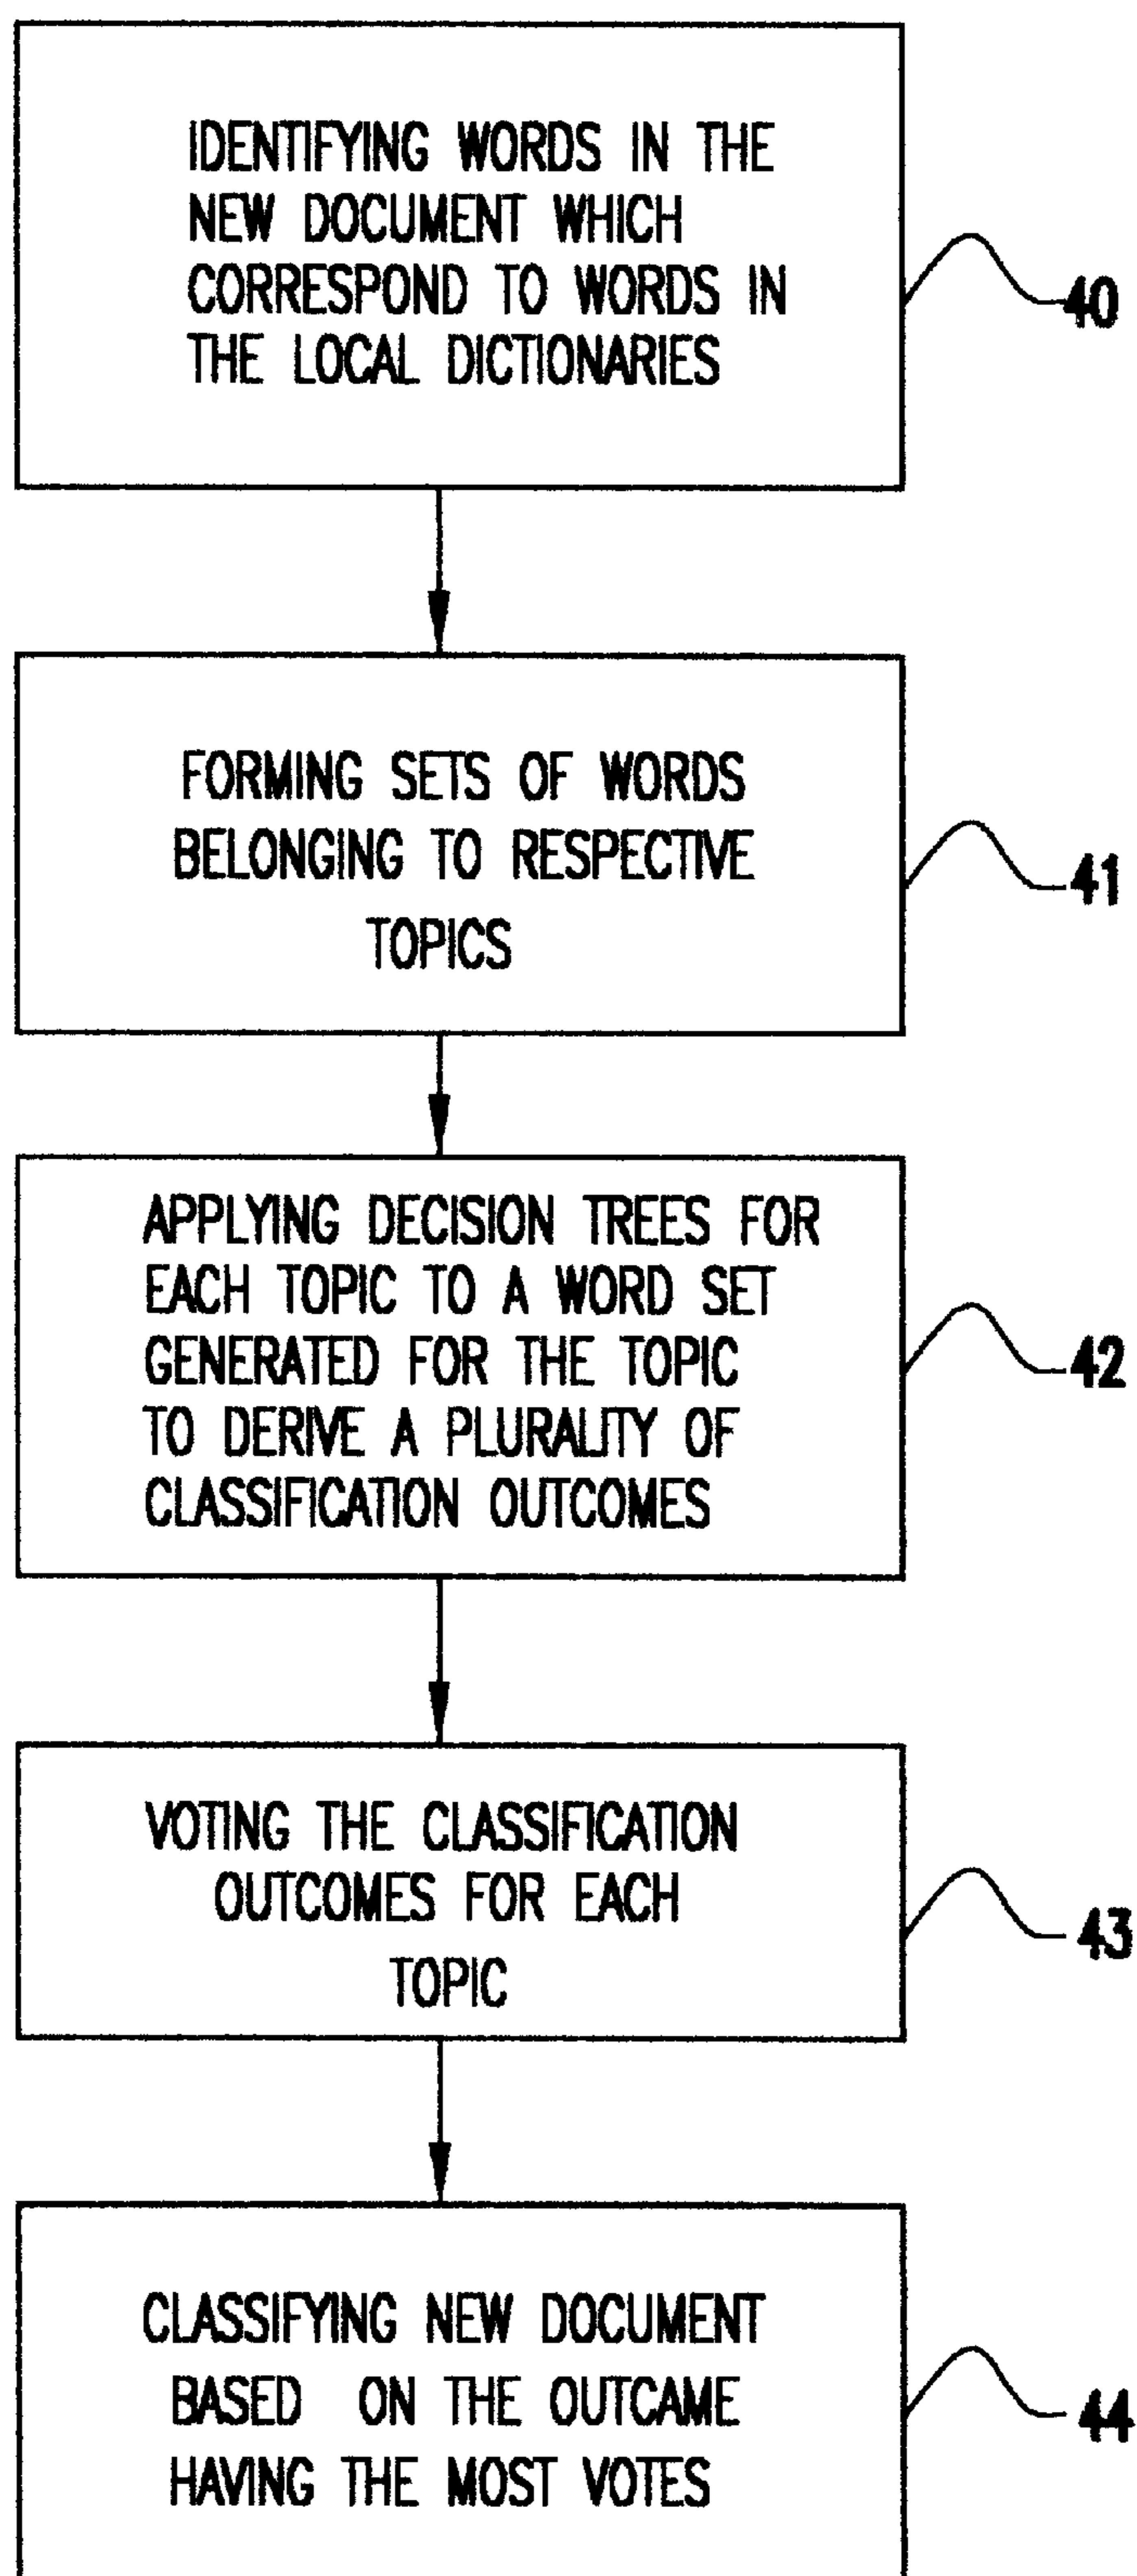 IDENTIFYING WORDS IN THE
NEW DOCUMENT WHICH
CORRESPOND TO WORDS IN
THE LOCAL DICTIONARIES
40
FORMING SETS OF WORDS
BELONGING TO RESPECTIVE
TOPICS
41
APPLYING DECISION TREES FOR
EACH TOPIC TO A WORD SET
GENERATED FOR THE TOPIC
TO DERIVE A PLURALITY OF
CLASSIFICATION OUTCOMES
42
VOTING THE CLASSIFICATION
OUTCOMES FOR EACH
TOPIC
43
CLASSIFYING NEW DOCUMENT
BASED ON THE OUTCAME
HAVING THE MOST VOTES
44